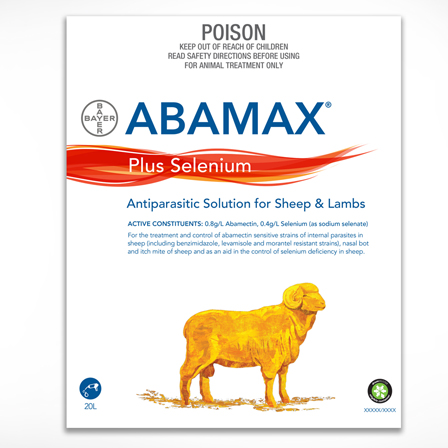 POISON
KEEP OUT OF REACH OF CHILDREN
READ SAFETY DIRECTIONS BEFORE USING
FOR ANIMAL TREATMENT ONLY
BAYER
BAYER
ABAMAX®
Plus Selenium
Antiparasitic Solution for Sheep & Lambs
ACTIVE CONSTITUENTS: 0.8g/L Abamectin, 0.4g/L Selenium (as sodium selenate)
For the treatment and control of abamectin sensitive strains of internal parasites in
sheep (including benzimidazole, levamisole and morantel resistant strains), nasal bot
and itch mite of sheep and as an aid in the control of selenium deficiency in sheep.
20L
XXXXX/XXXX